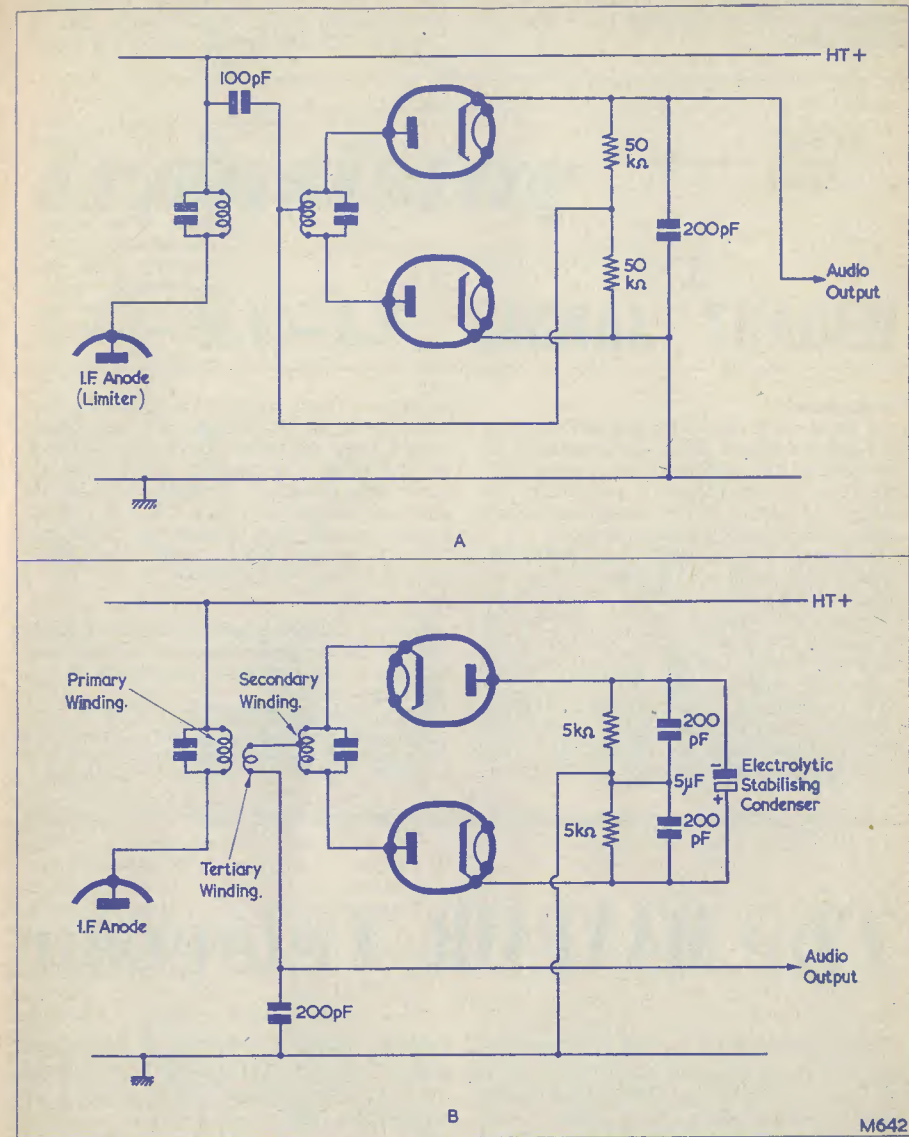 HT+
100pF
50
kΩ
50
kΩ
200pF
Audio
Output
I.F. Anode
(Limiter)
A
HT+
Primary
Winding.
Secondary
Winding.
5kΩ
200
pF
5µF
Electrolytic
Stabilising
Condenser
-
+
5kΩ
200
pF
Tertiary
Winding.
I.F. Anode
Audio
Output
200pF
B
M642